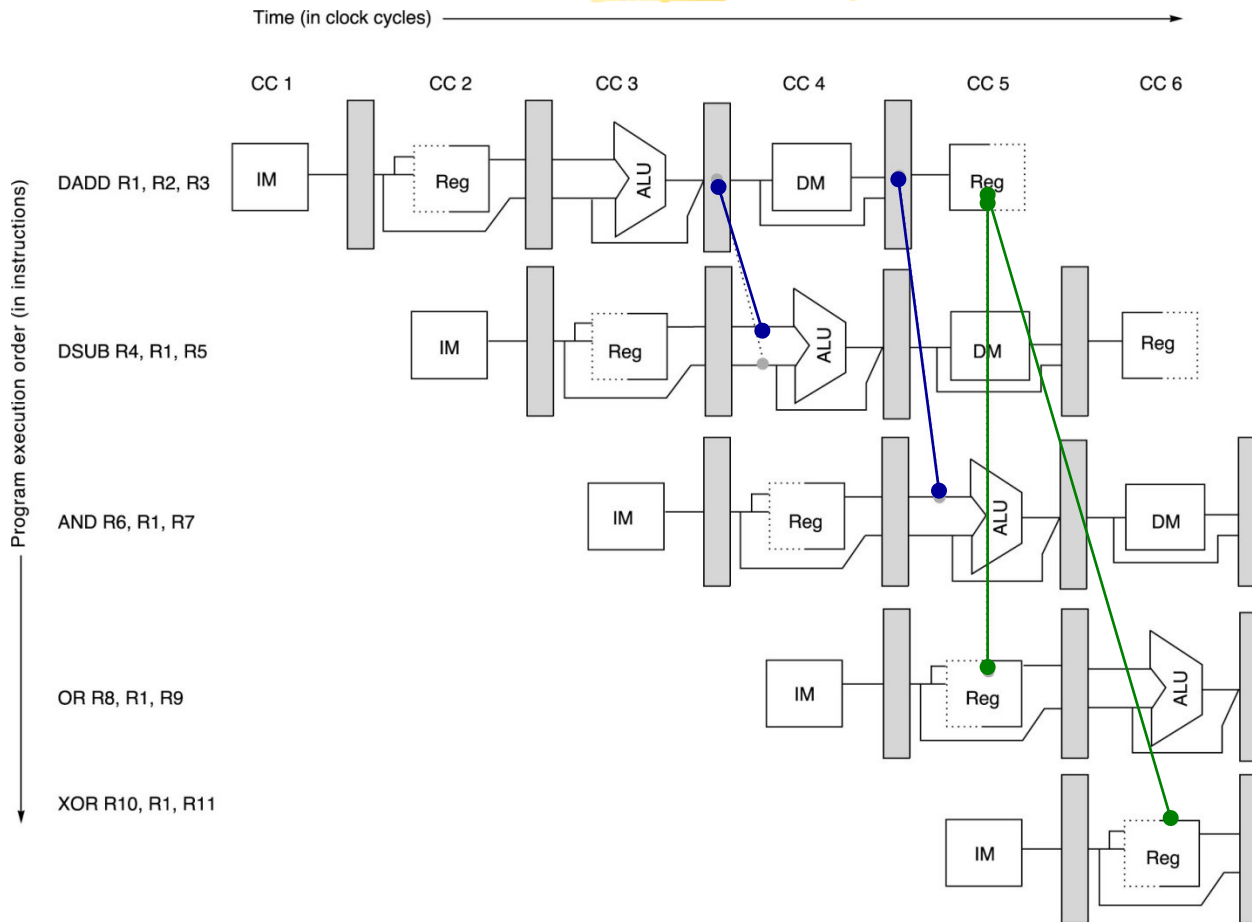 Time (in clock cycles)
CC 1 CC 2 CC 3 CC 4 CC 5 CC 6
Program execution order (in instructions)
DADD R1, R2, R3 IM Reg ALU DM Reg
DSUB R4, R1, R5 IM Reg ALU DM Reg
AND R6, R1, R7 IM Reg ALU DM
OR R8, R1, R9 IM Reg ALU
XOR R10, R1, R11 IM Reg